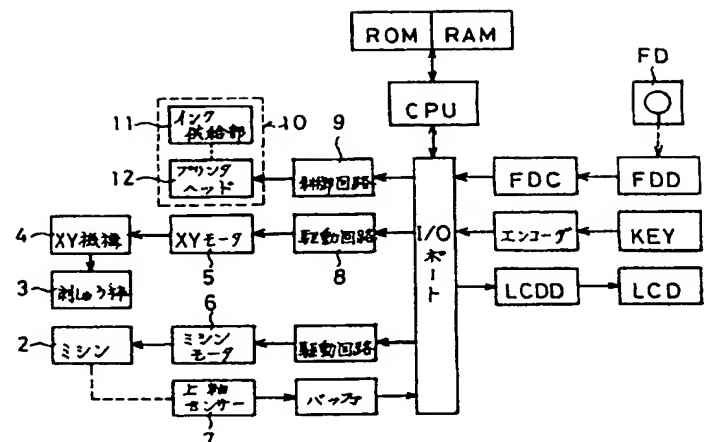 ROM RAM
FD
CPU
11 インク供給部 10
9
12 プリンタヘッド
制御回路
FDC
FDD
4 XY機構
XYモータ
駆動回路
I/Oポート
エンコーダ
KEY
5
8
3 刺しゅう枠
6
LCDD
LCD
2 ミシン
ミシンモータ
駆動回路
上軸センサー
バッファ
7